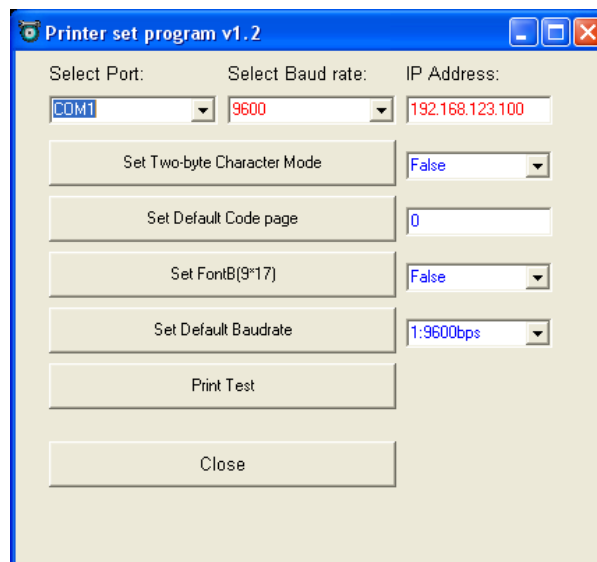 Printer set program v1.2
Select Port: Select Baud rate: IP Address:
COM1 9600 192.168.123.100
Set Two-byte Character Mode False
Set Default Code page 0
Set FontB(9*17) False
Set Default Baudrate 1:9600bps
Print Test
Close